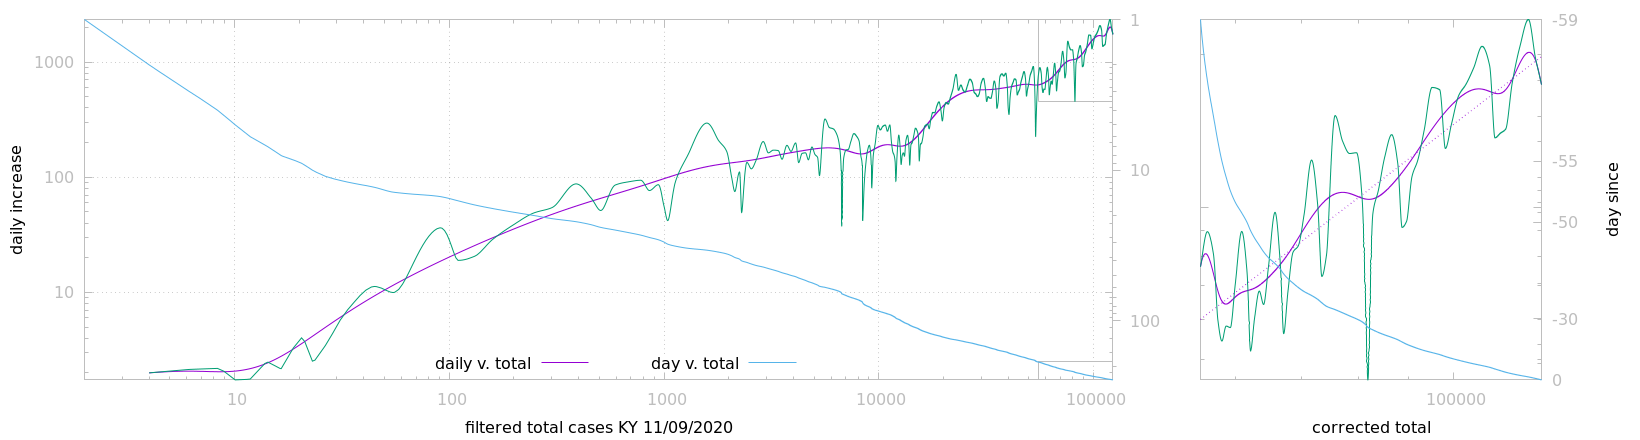 daily increase
1000
100
10
10
100
1000
10000
100000
1
10
100
daily v. total
day v. total
filtered total cases KY 11/09/2020
-59
-55
-50
-30
0
100000
day since
corrected total